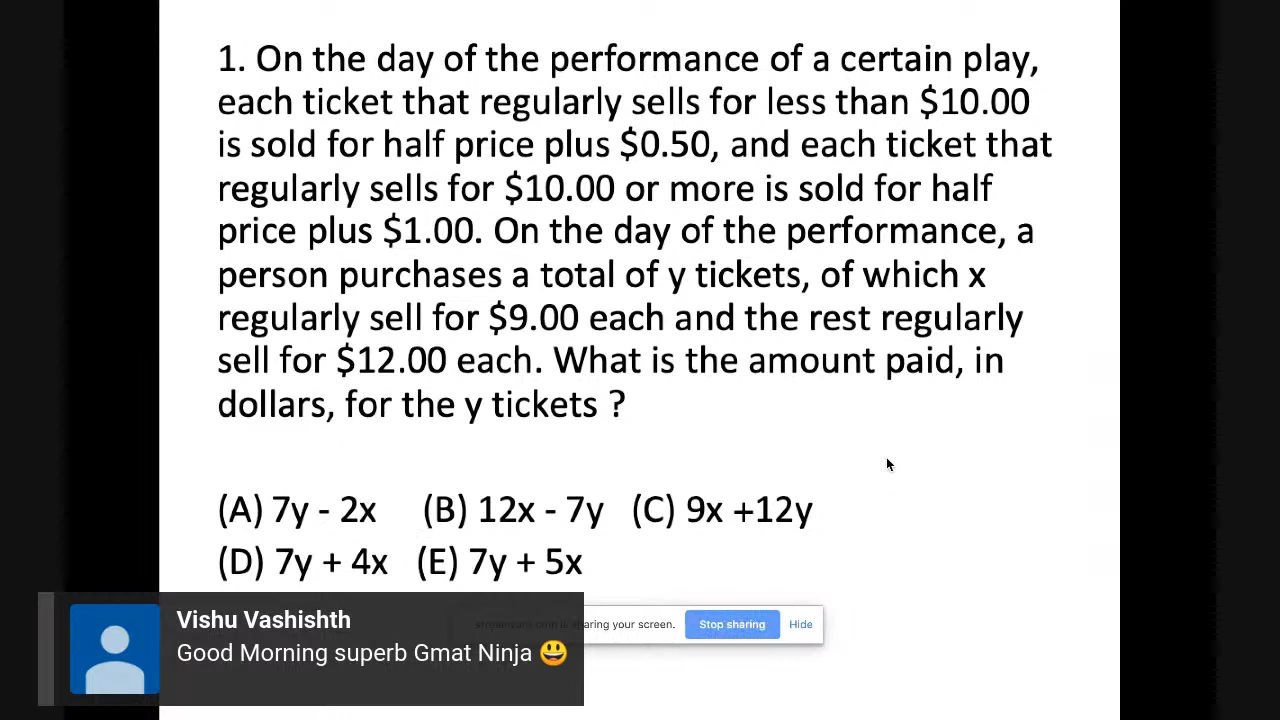 1. On the day of the performance of a certain play,
each ticket that regularly sells for less than $10.00
is sold for half price plus $0.50, and each ticket that
regularly sells for $10.00 or more is sold for half
price plus $1.00. On the day of the performance, a
person purchases a total of y tickets, of which x
regularly sell for $9.00 each and the rest regularly
sell for $12.00 each. What is the amount paid, in
dollars, for the y tickets ?
(A) 7y - 2x (B) 12x - 7y (C) 9x +12y
(D) 7y + 4x (E) 7y + 5x
Vishu Vashishth
Good Morning superb Gmat Ninja 😃
sharing your screen. Stop sharing Hide